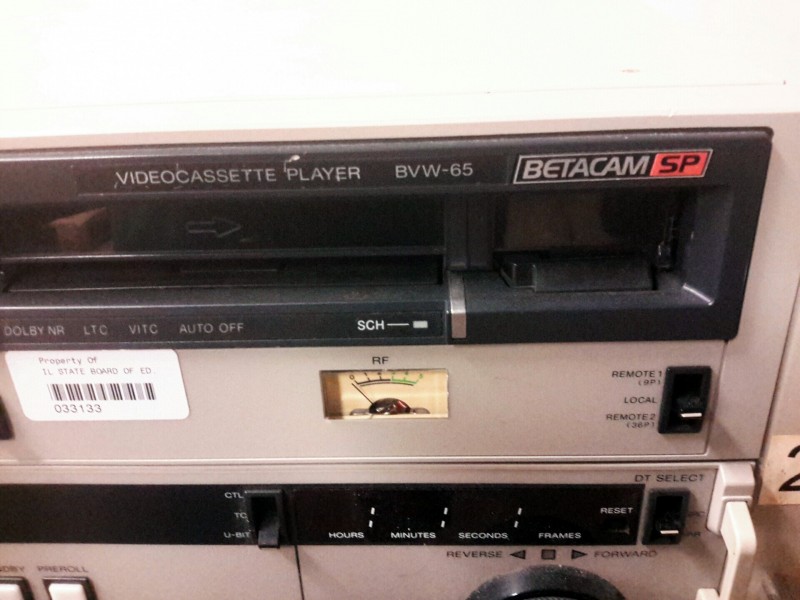 VIDEOCASSETTE PLAYER BVW-65 BETACAM SP
DOLBY NR LTC VITC AUTO OFF SCH
Property Of
IL STATE BOARD OF ED.
033133
RF
REMOTE 1
(9P)
LOCAL
REMOTE 2
(36P)
DT SELECT
CTL
TC
U-BIT
HOURS MINUTES SECONDS FRAMES
RESET
REVERSE FORWARD
PREROLL
2